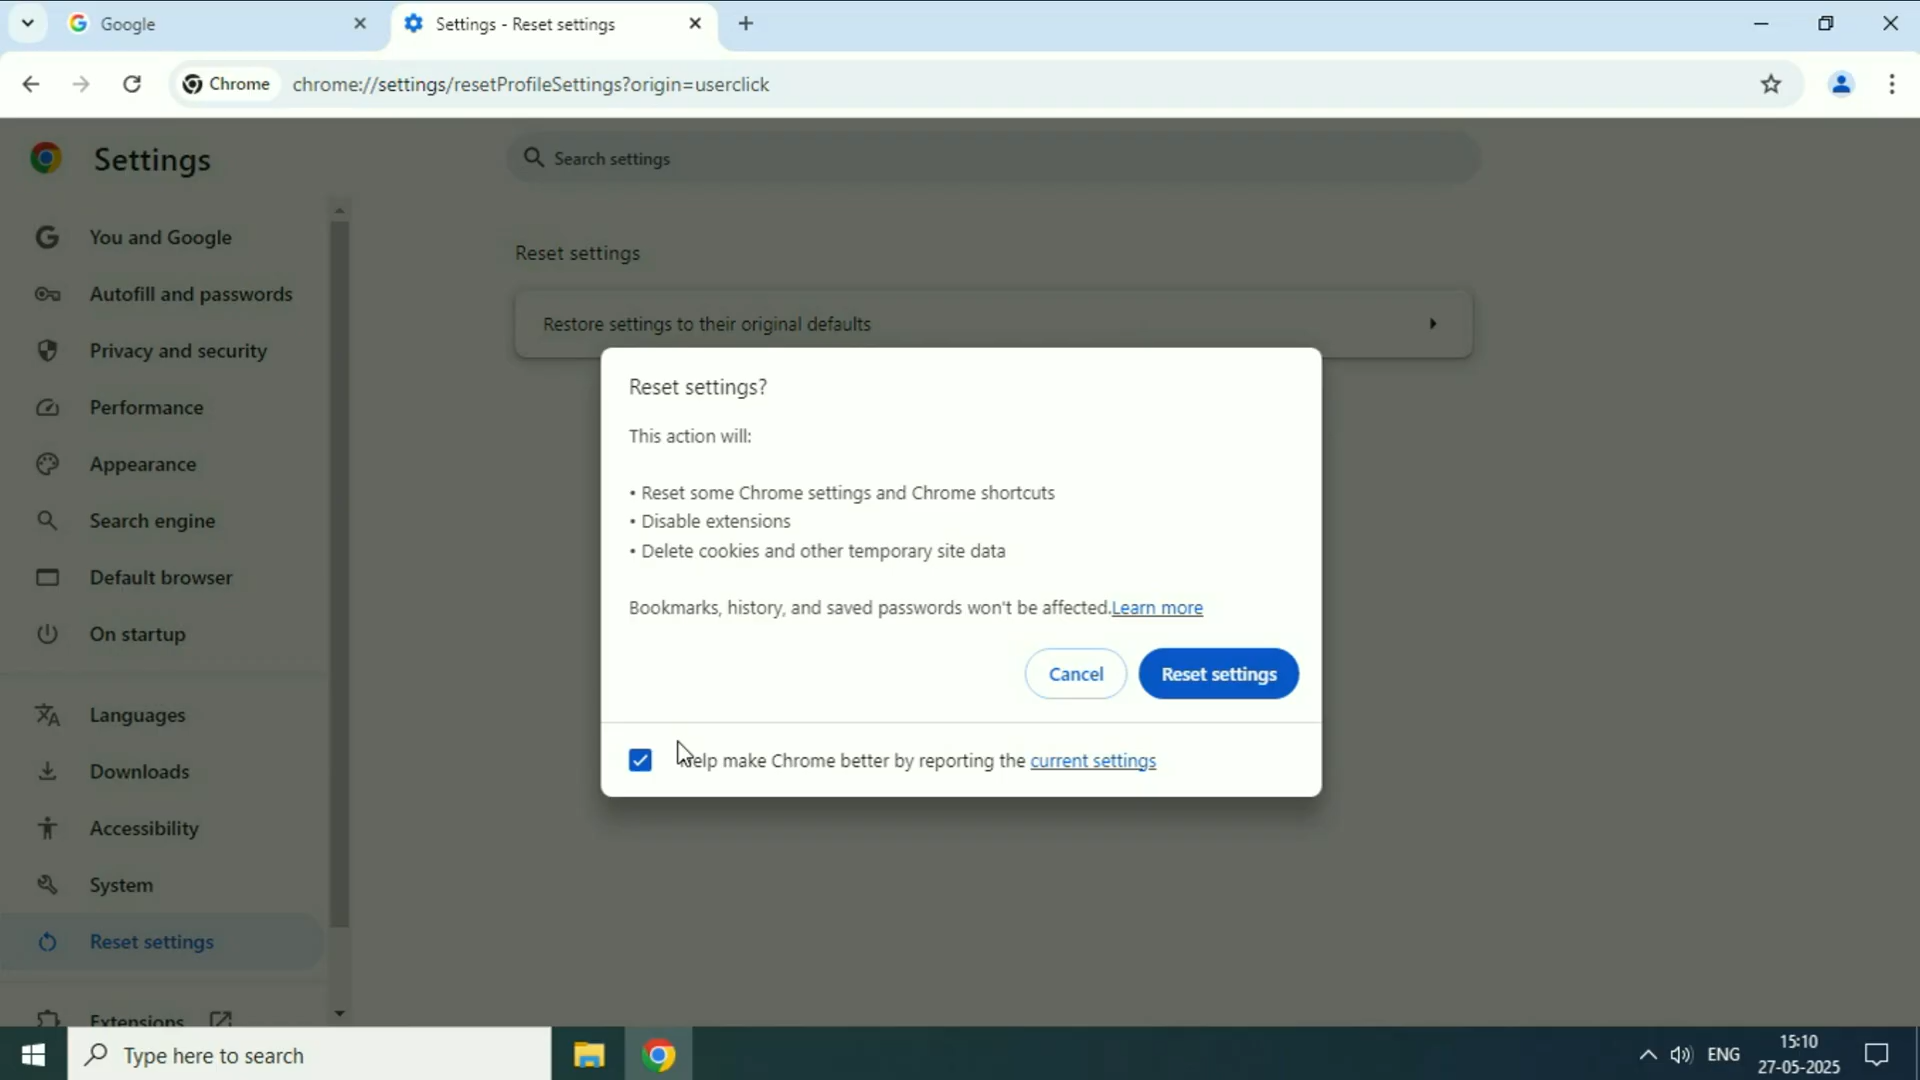 Google
Settings - Reset settings
Chrome
chrome://settings/resetProfileSettings?origin=userclick
Settings
Search settings
You and Google
Autofill and passwords
Privacy and security
Performance
Appearance
Search engine
Default browser
On startup
Languages
Downloads
Accessibility
System
Reset settings
Extensions
Reset settings
Restore settings to their original defaults
Reset settings?
This action will:
• Reset some Chrome settings and Chrome shortcuts
• Disable extensions
• Delete cookies and other temporary site data
Bookmarks, history, and saved passwords won't be affected.Learn more
Cancel
Reset settings
Help make Chrome better by reporting the current settings
Type here to search
ENG
15:10
27-05-2025